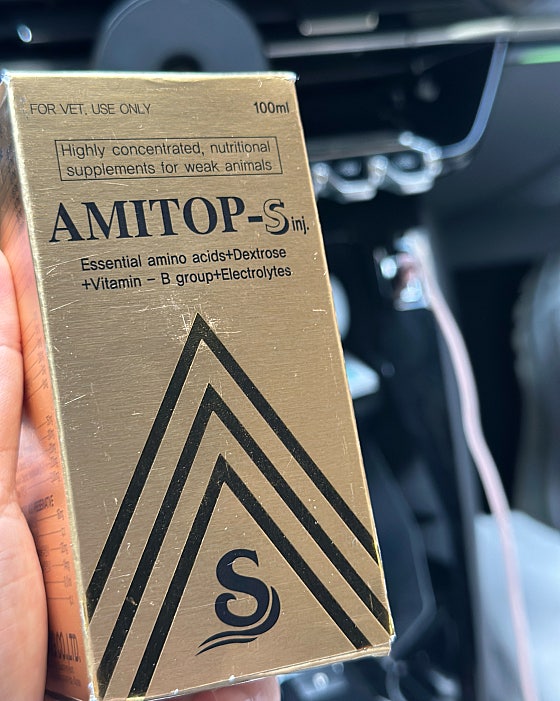 FOR VET, USE ONLY 100ml
Highly concentrated, nutritional
supplements for weak animals
AMITOP-S inj.
Essential amino acids+Dextrose
+Vitamin - B group+Electrolytes
S